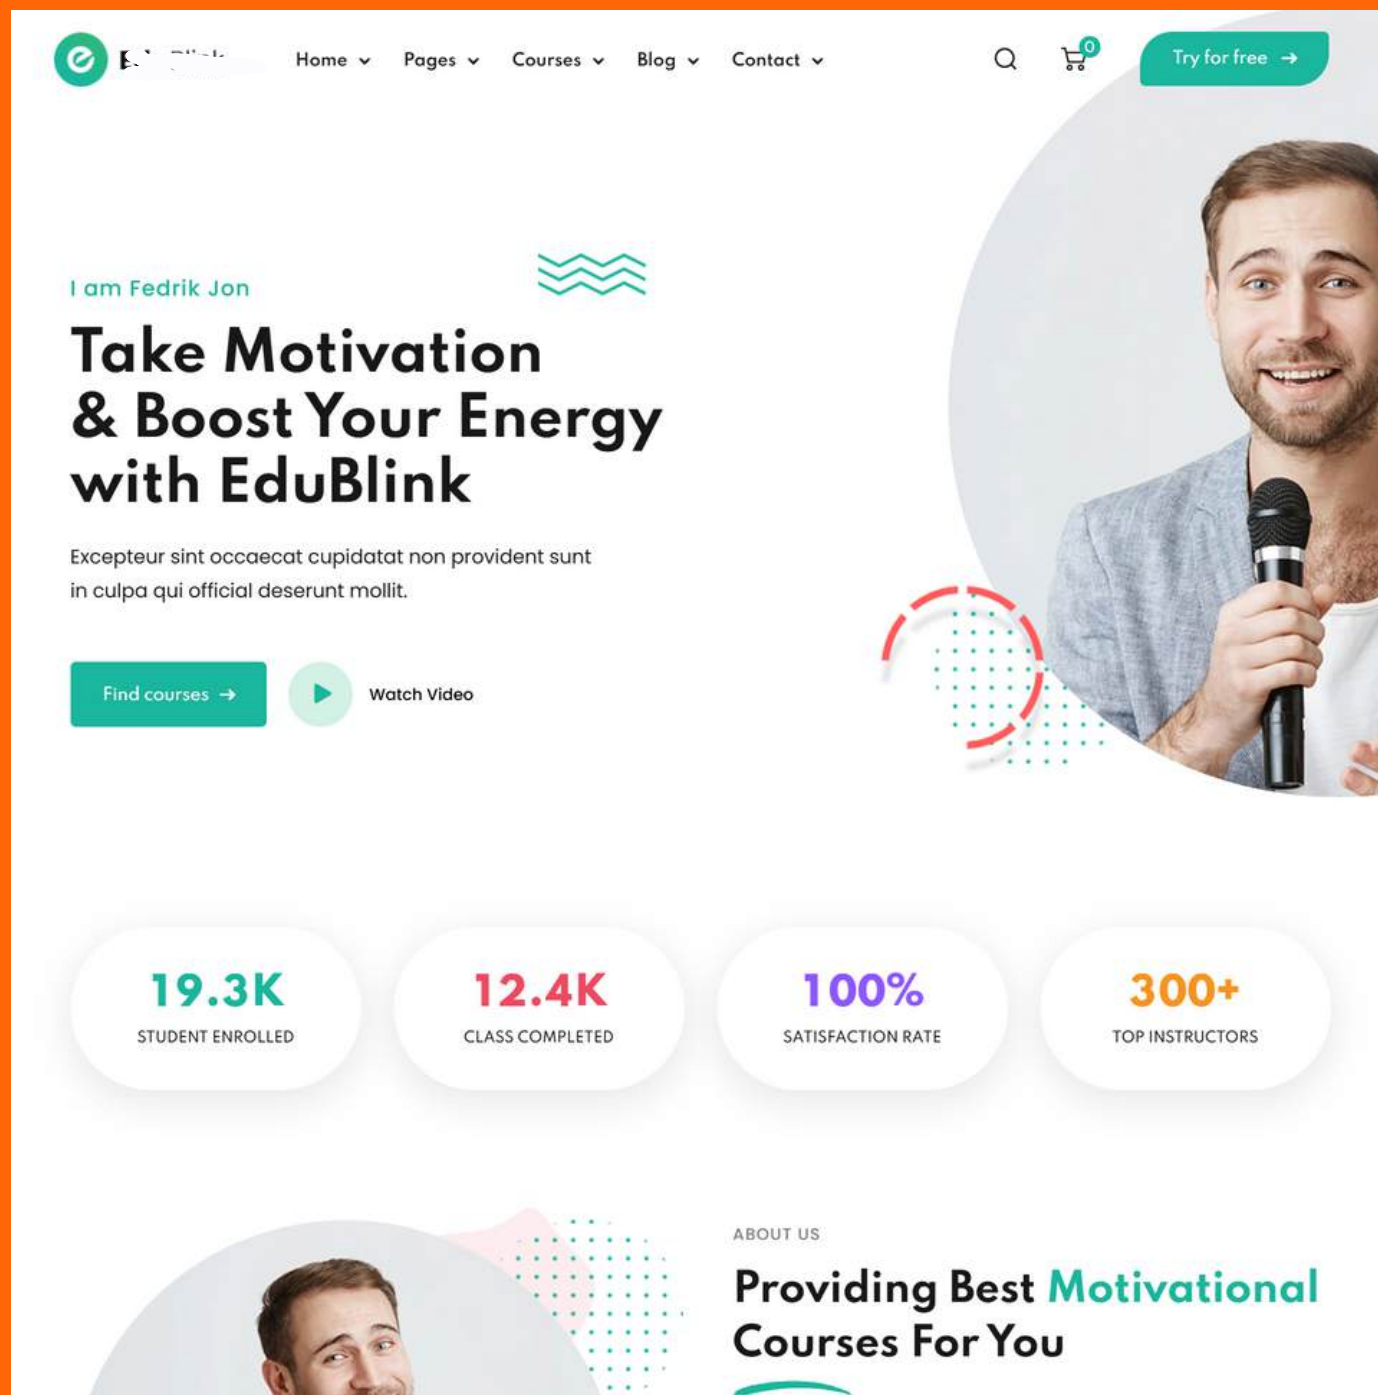 Home
Pages
Courses
Blog
Contact
0
Try for free
I am Fedrik Jon
Take Motivation
& Boost Your Energy
with EduBlink
Excepteur sint occaecat cupidatat non provident sunt
in culpa qui official deserunt mollit.
Find courses
Watch Video
19.3K
STUDENT ENROLLED
12.4K
CLASS COMPLETED
100%
SATISFACTION RATE
300+
TOP INSTRUCTORS
ABOUT US
Providing Best Motivational
Courses For You